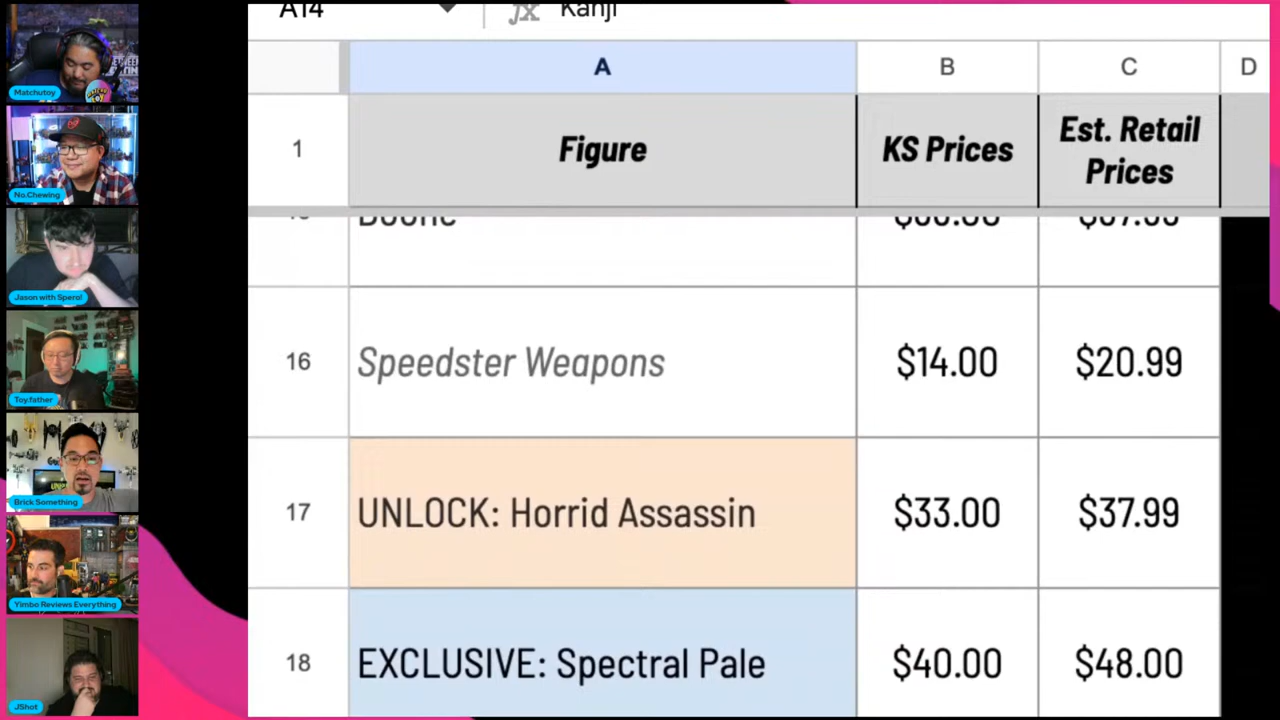 A14
fx Kanji
A B C D
1 Figure KS Prices Est. Retail Prices
Boone
16 Speedster Weapons $14.00 $20.99
17 UNLOCK: Horrid Assassin $33.00 $37.99
18 EXCLUSIVE: Spectral Pale $40.00 $48.00
Matchutoy
No.Chewing
Jason with Spero!
Toy.father
Brick Something
Yimbo Reviews Everything
JShot